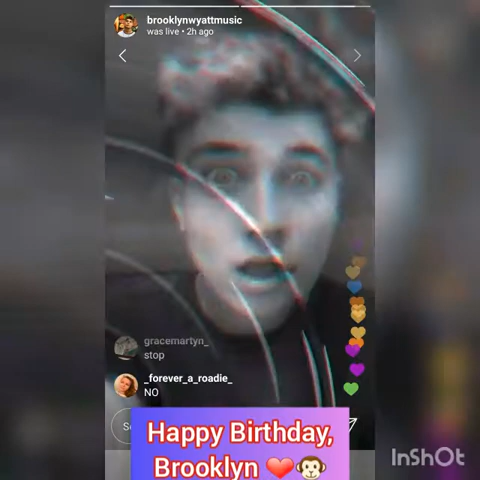 brooklynwyattmusic
was live • 2h ago
gracemartyn_
stop
_forever_a_roadie_
NO
Happy Birthday,
Brooklyn ❤️🐵
InShOt